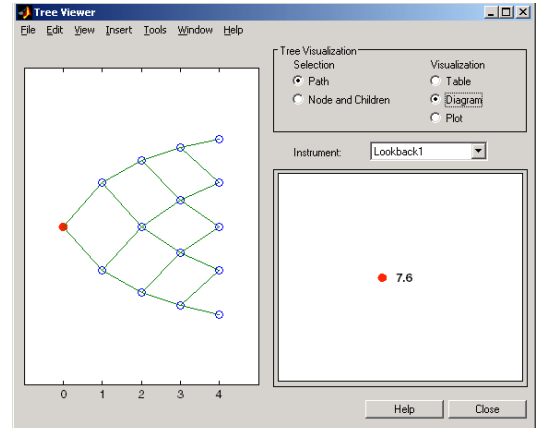 Tree Viewer
File Edit View Insert Tools Window Help
Tree Visualization
Selection
Visualization
Path
Table
Node and Children
Diagram
Plot
Instrument: Lookback1
7.6
0 1 2 3 4
Help Close